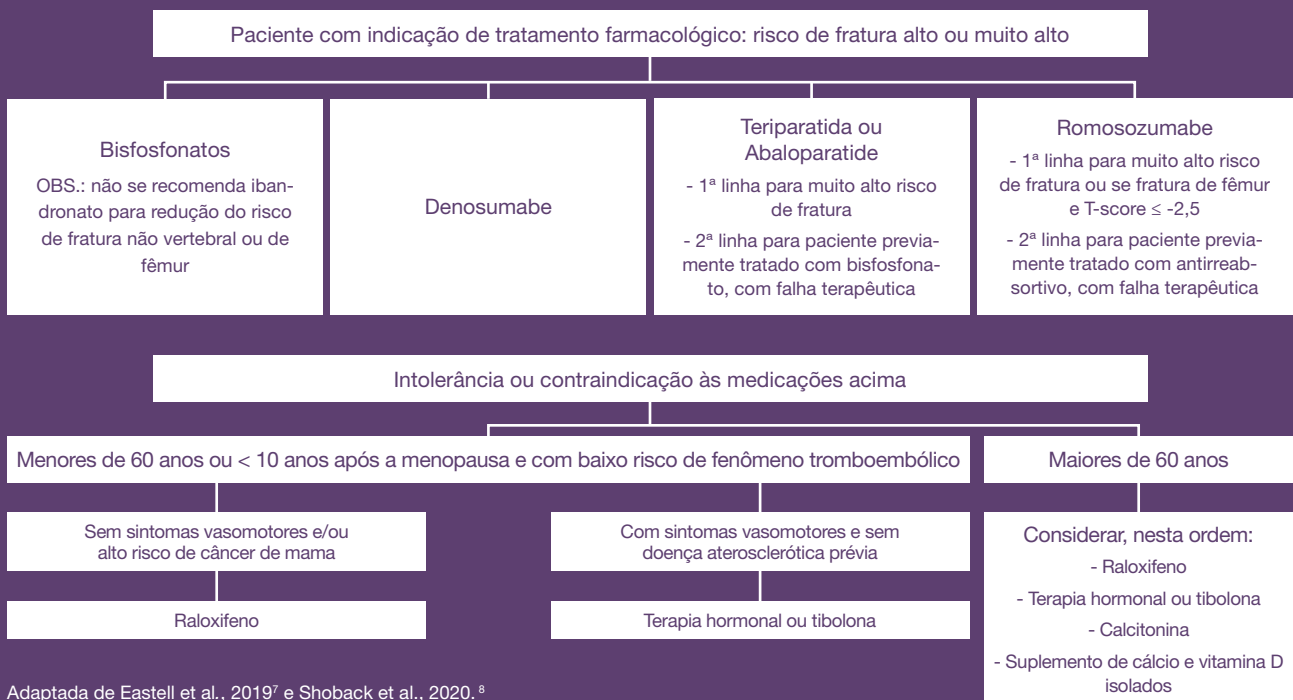 Paciente com indicação de tratamento farmacológico: risco de fratura alto ou muito alto
Bisfosfonatos
OBS.: não se recomenda iban-
dronato para redução do risco
de fratura não vertebral ou de
fêmur
Denosumabe
Teriparatida ou
Abaloparatide
- 1ª linha para muito alto risco
de fratura
- 2ª linha para paciente previa-
mente tratado com bisfosfona-
to, com falha terapêutica
Romosozumabe
- 1ª linha para muito alto risco
de fratura ou se fratura de fêmur
e T-score ≤ -2,5
- 2ª linha para paciente previa-
mente tratado com antirreab-
sortivo, com falha terapêutica
Intolerância ou contraindicação às medicações acima
Menores de 60 anos ou < 10 anos após a menopausa e com baixo risco de fenômeno tromboembólico
Maiores de 60 anos
Sem sintomas vasomotores e/ou
alto risco de câncer de mama
Com sintomas vasomotores e sem
doença aterosclerótica prévia
Raloxifeno
Terapia hormonal ou tibolona
Considerar, nesta ordem:
- Raloxifeno
- Terapia hormonal ou tibolona
- Calcitonina
- Suplemento de cálcio e vitamina D
isolados
Adaptada de Eastell et al., 2019⁷ e Shoback et al., 2020. ⁸